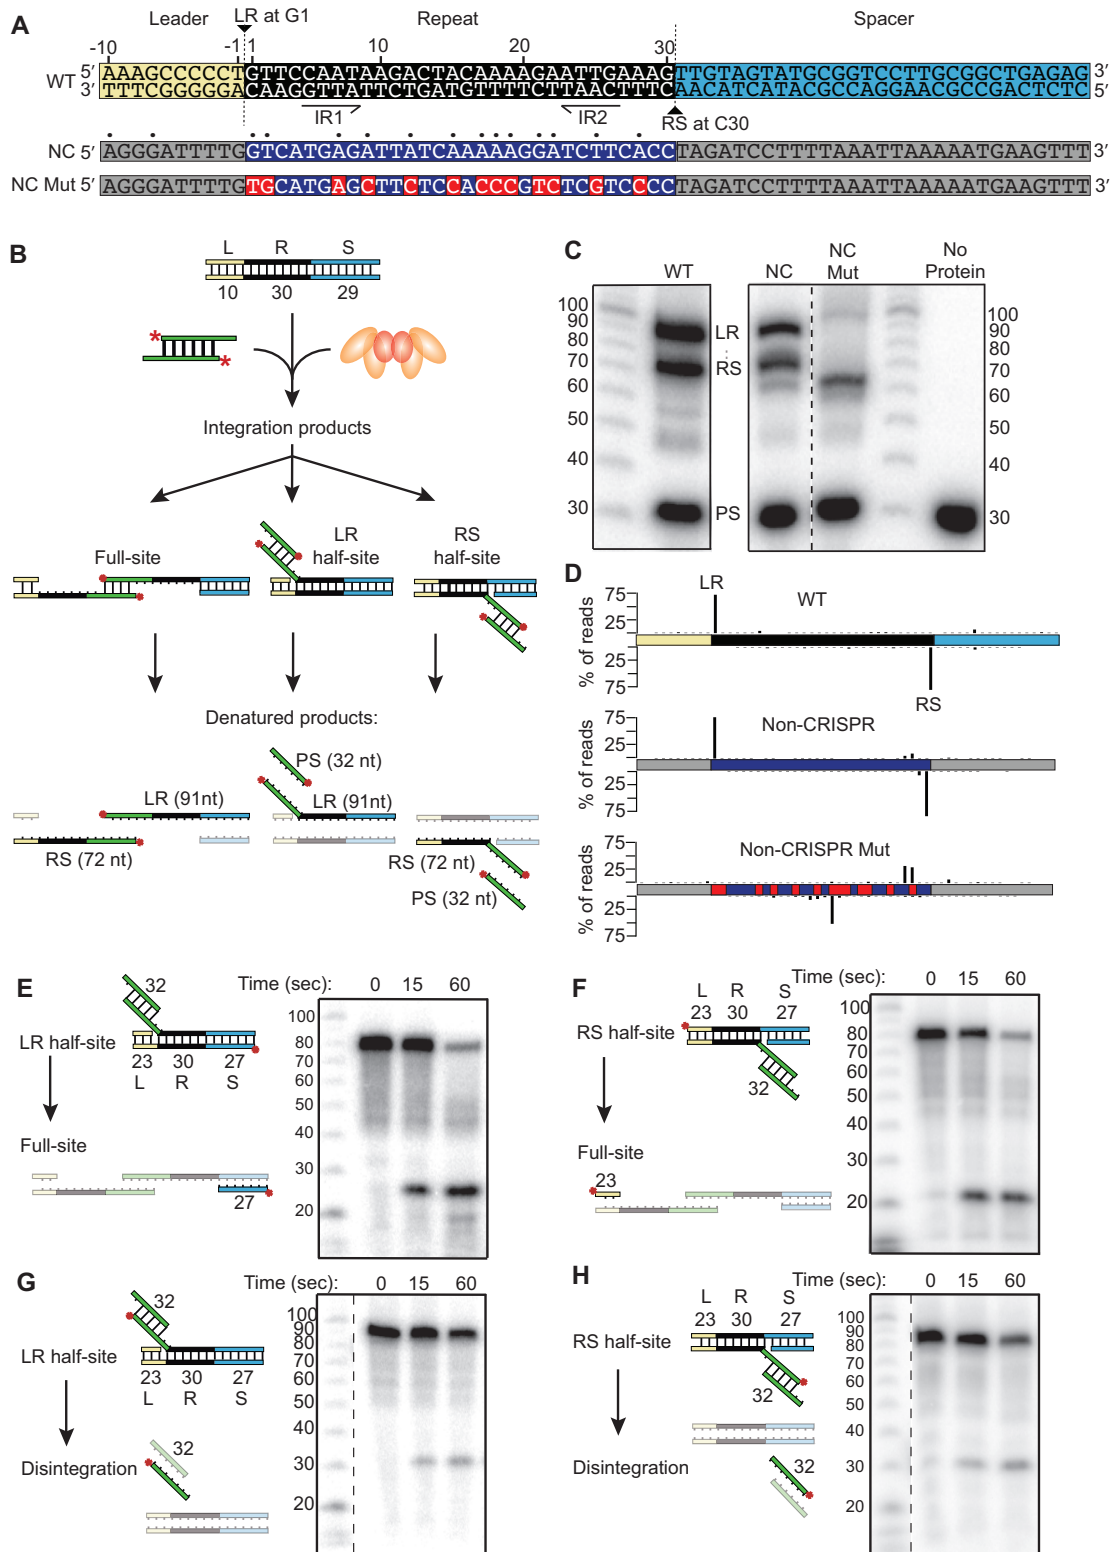 A
Leader
LR at G1
Repeat
Spacer
-10 -1 1 10 20 30
WT 5′ AAAGCCCCCTGTTCCAATAAGACTACAAAAGAATTGAAAGTTGTAGTATGCGGTCCTTGCGGCTGAGAG 3′
3′ TTTCGGGGGACAAGGTTATTCTGATGTTTTCTTAACTTTCAACATCATACGCCAGGAACGCCGACTCTC 5′
IR1 IR2 RS at C30
NC 5′ AGGGATTTTGGTCATGAGATTATCAAAAAGGATCTTCACCTAGATCCTTTTAAATTAAAAATGAAGTTT 3′
NC Mut 5′ AGGGATTTTGTGCATGAGCTTCTCCACCCGTCTCGTCCCCTAGATCCTTTTAAATTAAAAATGAAGTTT 3′
B
L R S
10 30 29
*
*
Integration products
Full-site
LR
half-site
RS
half-site
Denatured products:
PS (32 nt)
LR (91nt)
LR (91nt)
RS (72 nt)
RS (72 nt)
PS (32 nt)
C
WT NC NC
Mut No
Protein
100
90
80
70
60
50
40
30
LR
RS
PS
100
90
80
70
60
50
40
30
D
LR
WT
% of reads
75
25
25
75
RS
Non-CRISPR
% of reads
75
25
25
75
Non-CRISPR Mut
% of reads
75
25
25
75
E
32
LR half-site
23 30 27
L R S
Full-site
27
Time (sec): 0 15 60
100
80
70
60
50
40
30
20
F
L R S
23 30 27
RS half-site
32
Full-site
23
Time (sec): 0 15 60
100
80
70
60
50
40
30
20
G
32
LR half-site
23 30 27
L R S
32
Disintegration
Time (sec): 0 15 60
100
90
80
70
60
50
40
30
20
H
L R S
23 30 27
RS half-site
32
Disintegration
32
Time (sec): 0 15 60
100
90
80
70
60
50
40
30
20